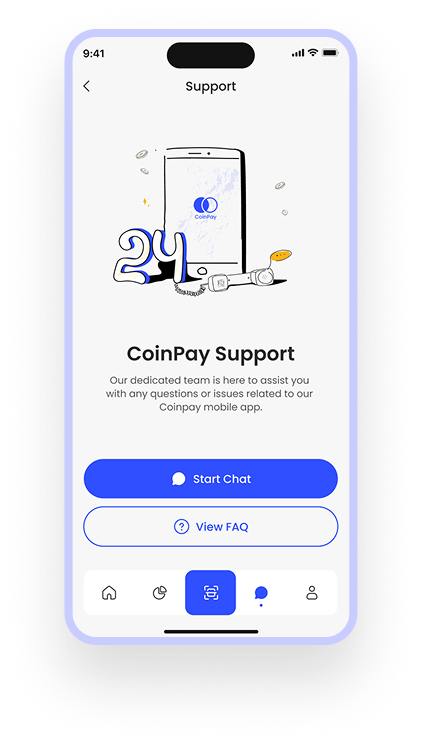 9:41
Support
CoinPay
24
CoinPay Support
Our dedicated team is here to assist you
with any questions or issues related to our
Coinpay mobile app.
Start Chat
View FAQ